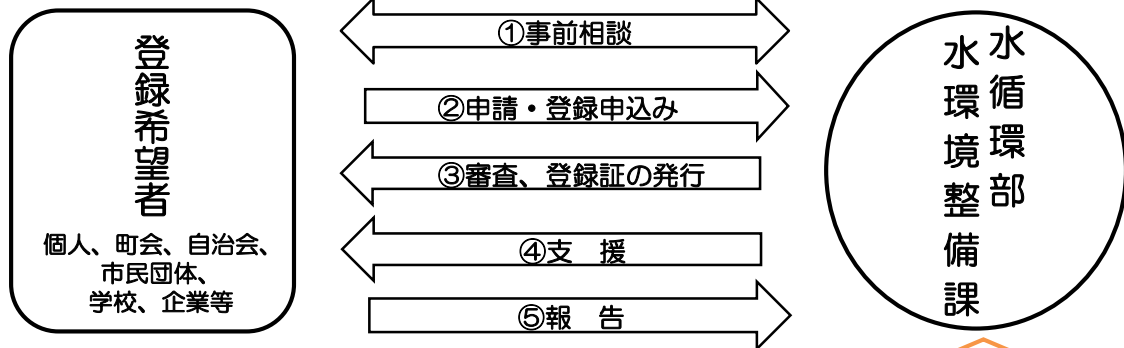 登録希望者
個人、町会、自治会、
市民団体、
学校、企業等
①事前相談
②申請・登録申込み
③審査、登録証の発行
④支　援
⑤報　告
水循環部
水環境整備課